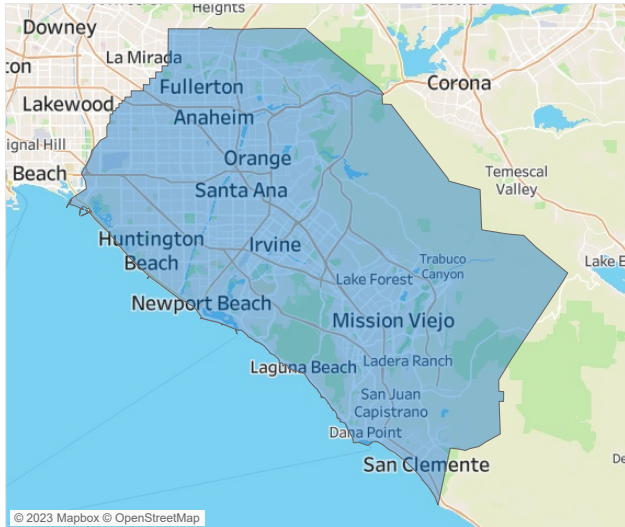 Heights
Downey
La Mirada
ton
Fullerton
Corona
Lakewood
Anaheim
ignal Hill
Orange
Beach
Temescal
Valley
Santa Ana
Huntington
Beach
Irvine
Trabuco
Canyon
Lake E
Lake Forest
Newport Beach
Mission Viejo
Laguna Beach
Ladera Ranch
San Juan
Capistrano
Dana Point
San Clemente
De
© 2023 Mapbox © OpenStreetMap